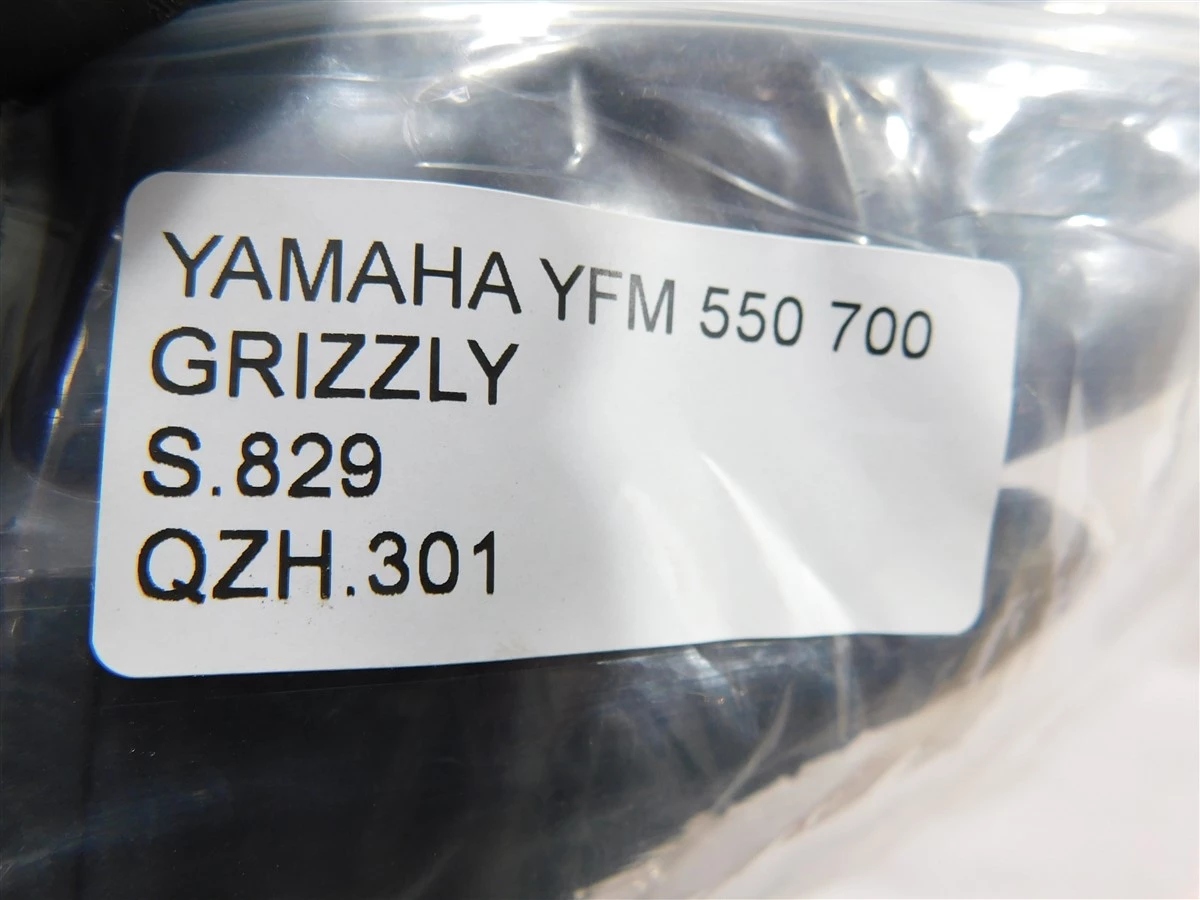 YAMAHA YFM 550 700
GRIZZLY
S.829
QZH.301